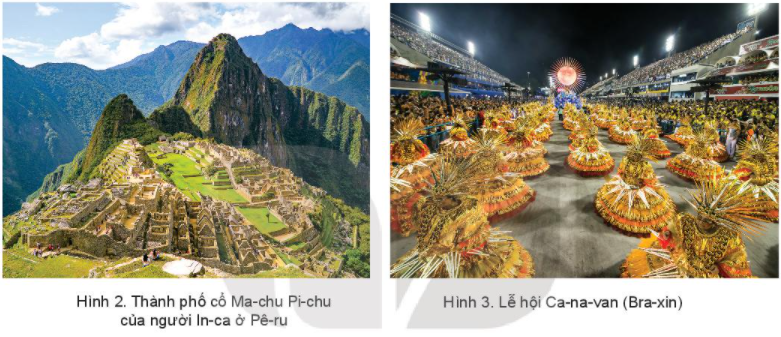 Hình 2. Thành phố cổ Ma-chu Pi-chu
của người In-ca ở Pê-ru
Hình 3. Lễ hội Ca-na-van (Bra-xin)